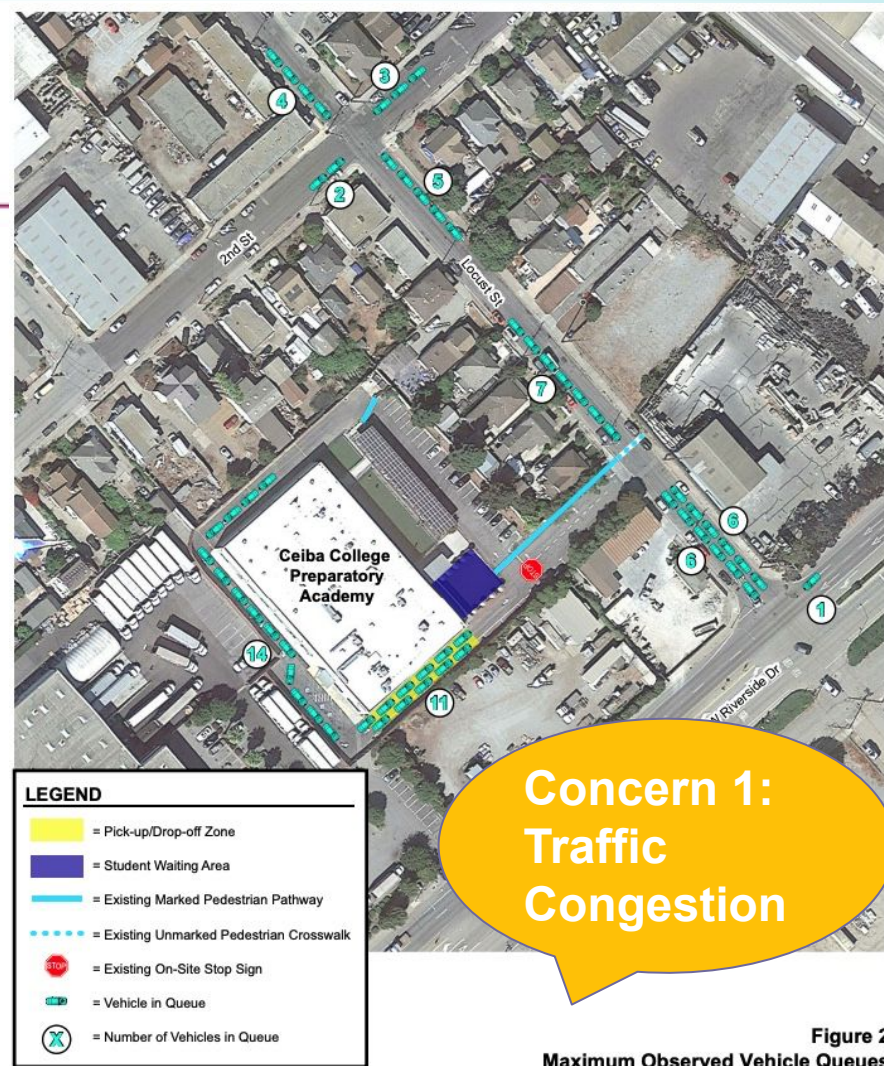 3
4
2
5
2nd St
Locust St
7
Ceiba College
Preparatory
Academy
STOP
6
6
1
14
11
W Riverside Dr
LEGEND
= Pick-up/Drop-off Zone
= Student Waiting Area
= Existing Marked Pedestrian Pathway
= Existing Unmarked Pedestrian Crosswalk
STOP
= Existing On-Site Stop Sign
= Vehicle in Queue
X
= Number of Vehicles in Queue
Concern 1:
Traffic
Congestion
Figure 2
Maximum Observed Vehicle Queues